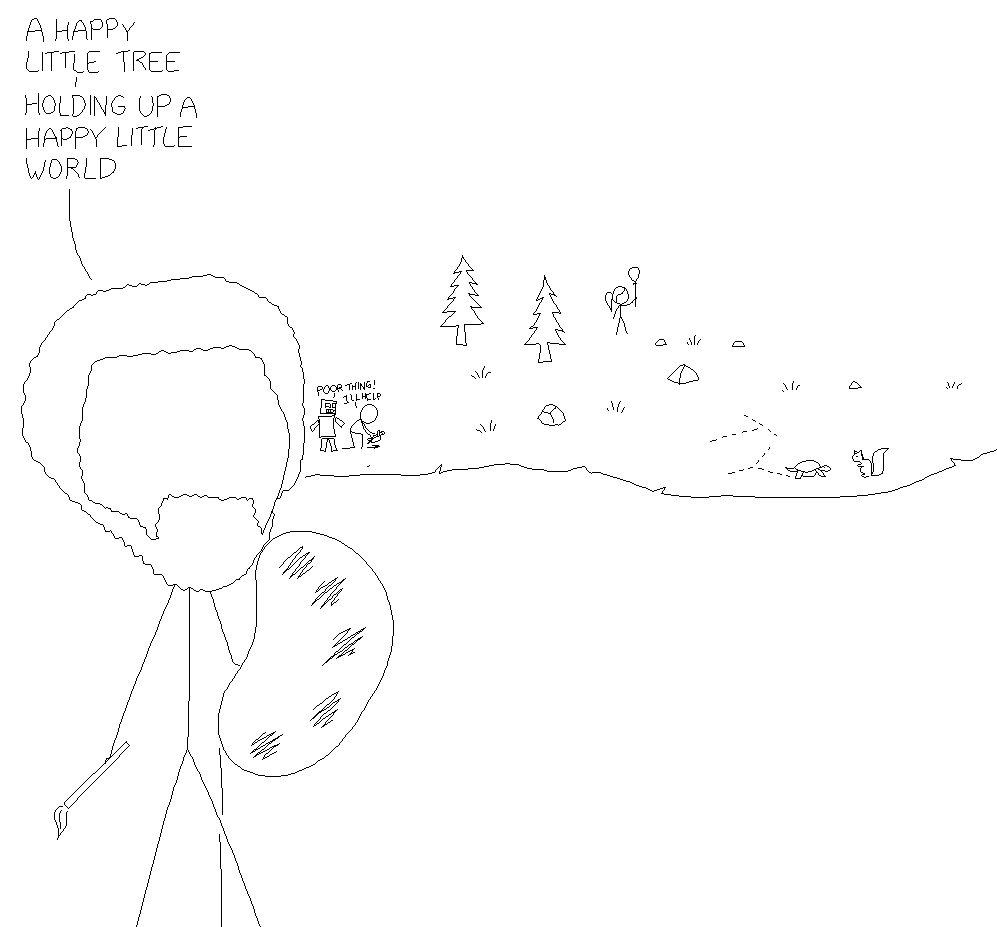 A HAPPY
LITTLE TREE
HOLDING UP A
HAPPY LITTLE
WORLD
POOR THING!
I'LL HELP